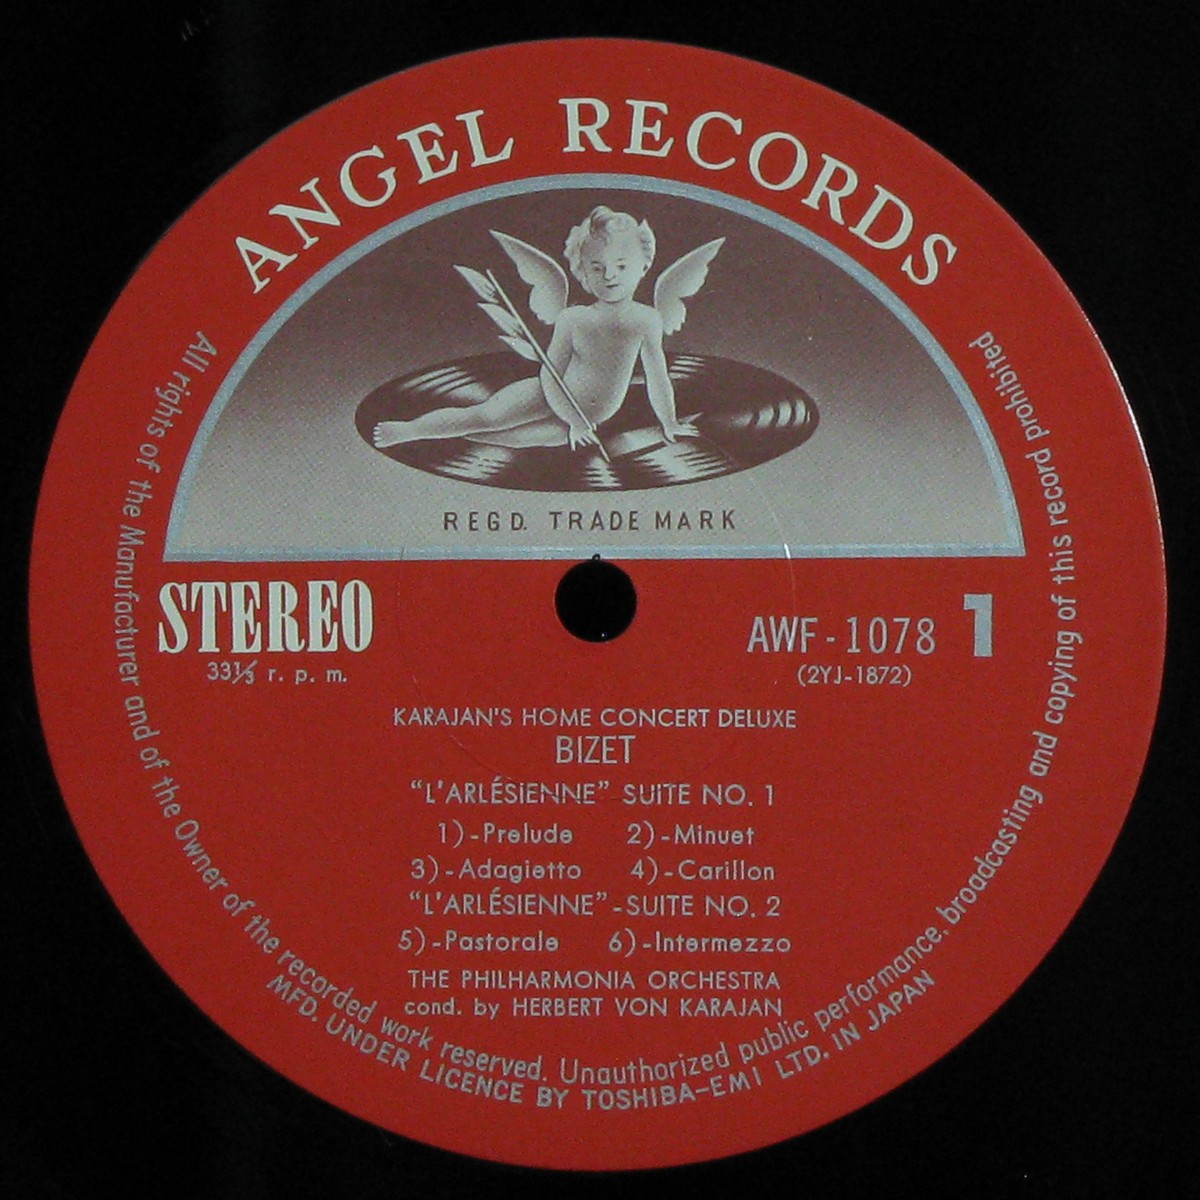 ANGEL RECORDS
REGD. TRADE MARK
STEREO
33⅓ r. p. m.
AWF-1078 1
(2YJ-1872)
KARAJAN'S HOME CONCERT DELUXE
BIZET
"L'ARLÉSIENNE" SUITE NO. 1
1)-Prelude 2)-Minuet
3)-Adagietto 4)-Carillon
"L'ARLÉSIENNE"-SUITE NO. 2
5)-Pastorale 6)-Intermezzo
THE PHILHARMONIA ORCHESTRA
cond. by HERBERT VON KARAJAN
All rights of the Manufacturer and of the Owner of the recorded work reserved. Unauthorized public performance, broadcasting and copying of this record prohibited
MFD. UNDER LICENCE BY TOSHIBA-EMI LTD. IN JAPAN